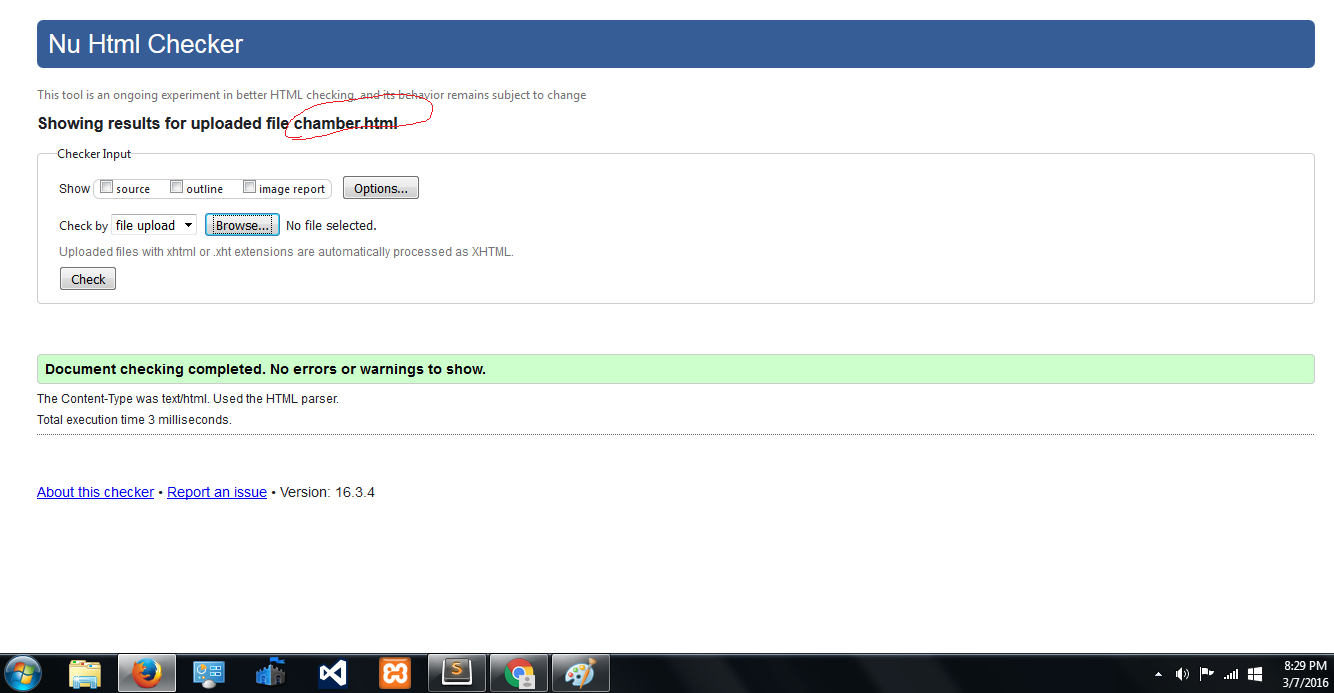 Nu Html Checker
This tool is an ongoing experiment in better HTML checking, and its behavior remains subject to change
Showing results for uploaded file chamber.html
Checker Input
Show source outline image report Options...
Check by file upload Browse... No file selected.
Uploaded files with xhtml or .xht extensions are automatically processed as XHTML.
Check
Document checking completed. No errors or warnings to show.
The Content-Type was text/html. Used the HTML parser.
Total execution time 3 milliseconds.
About this checker • Report an issue • Version: 16.3.4
S
8:29 PM
3/7/2016